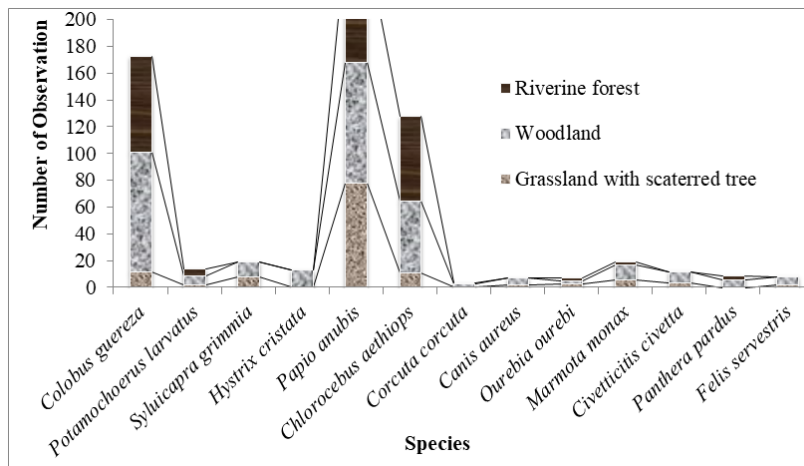 Number of Observation
200
180
160
140
120
100
80
60
40
20
0
Riverine forest
Woodland
Grassland with scaterred tree
Colobus guereza
Potamochoerus larvatus
Syluicapra grimmia
Hystrix cristata
Papio anubis
Chlorocebus aethiops
Corcuta corcuta
Canis aureus
Ourebia ourebi
Marmota monax
Civetticitis civetta
Panthera pardus
Felis servestris
Species